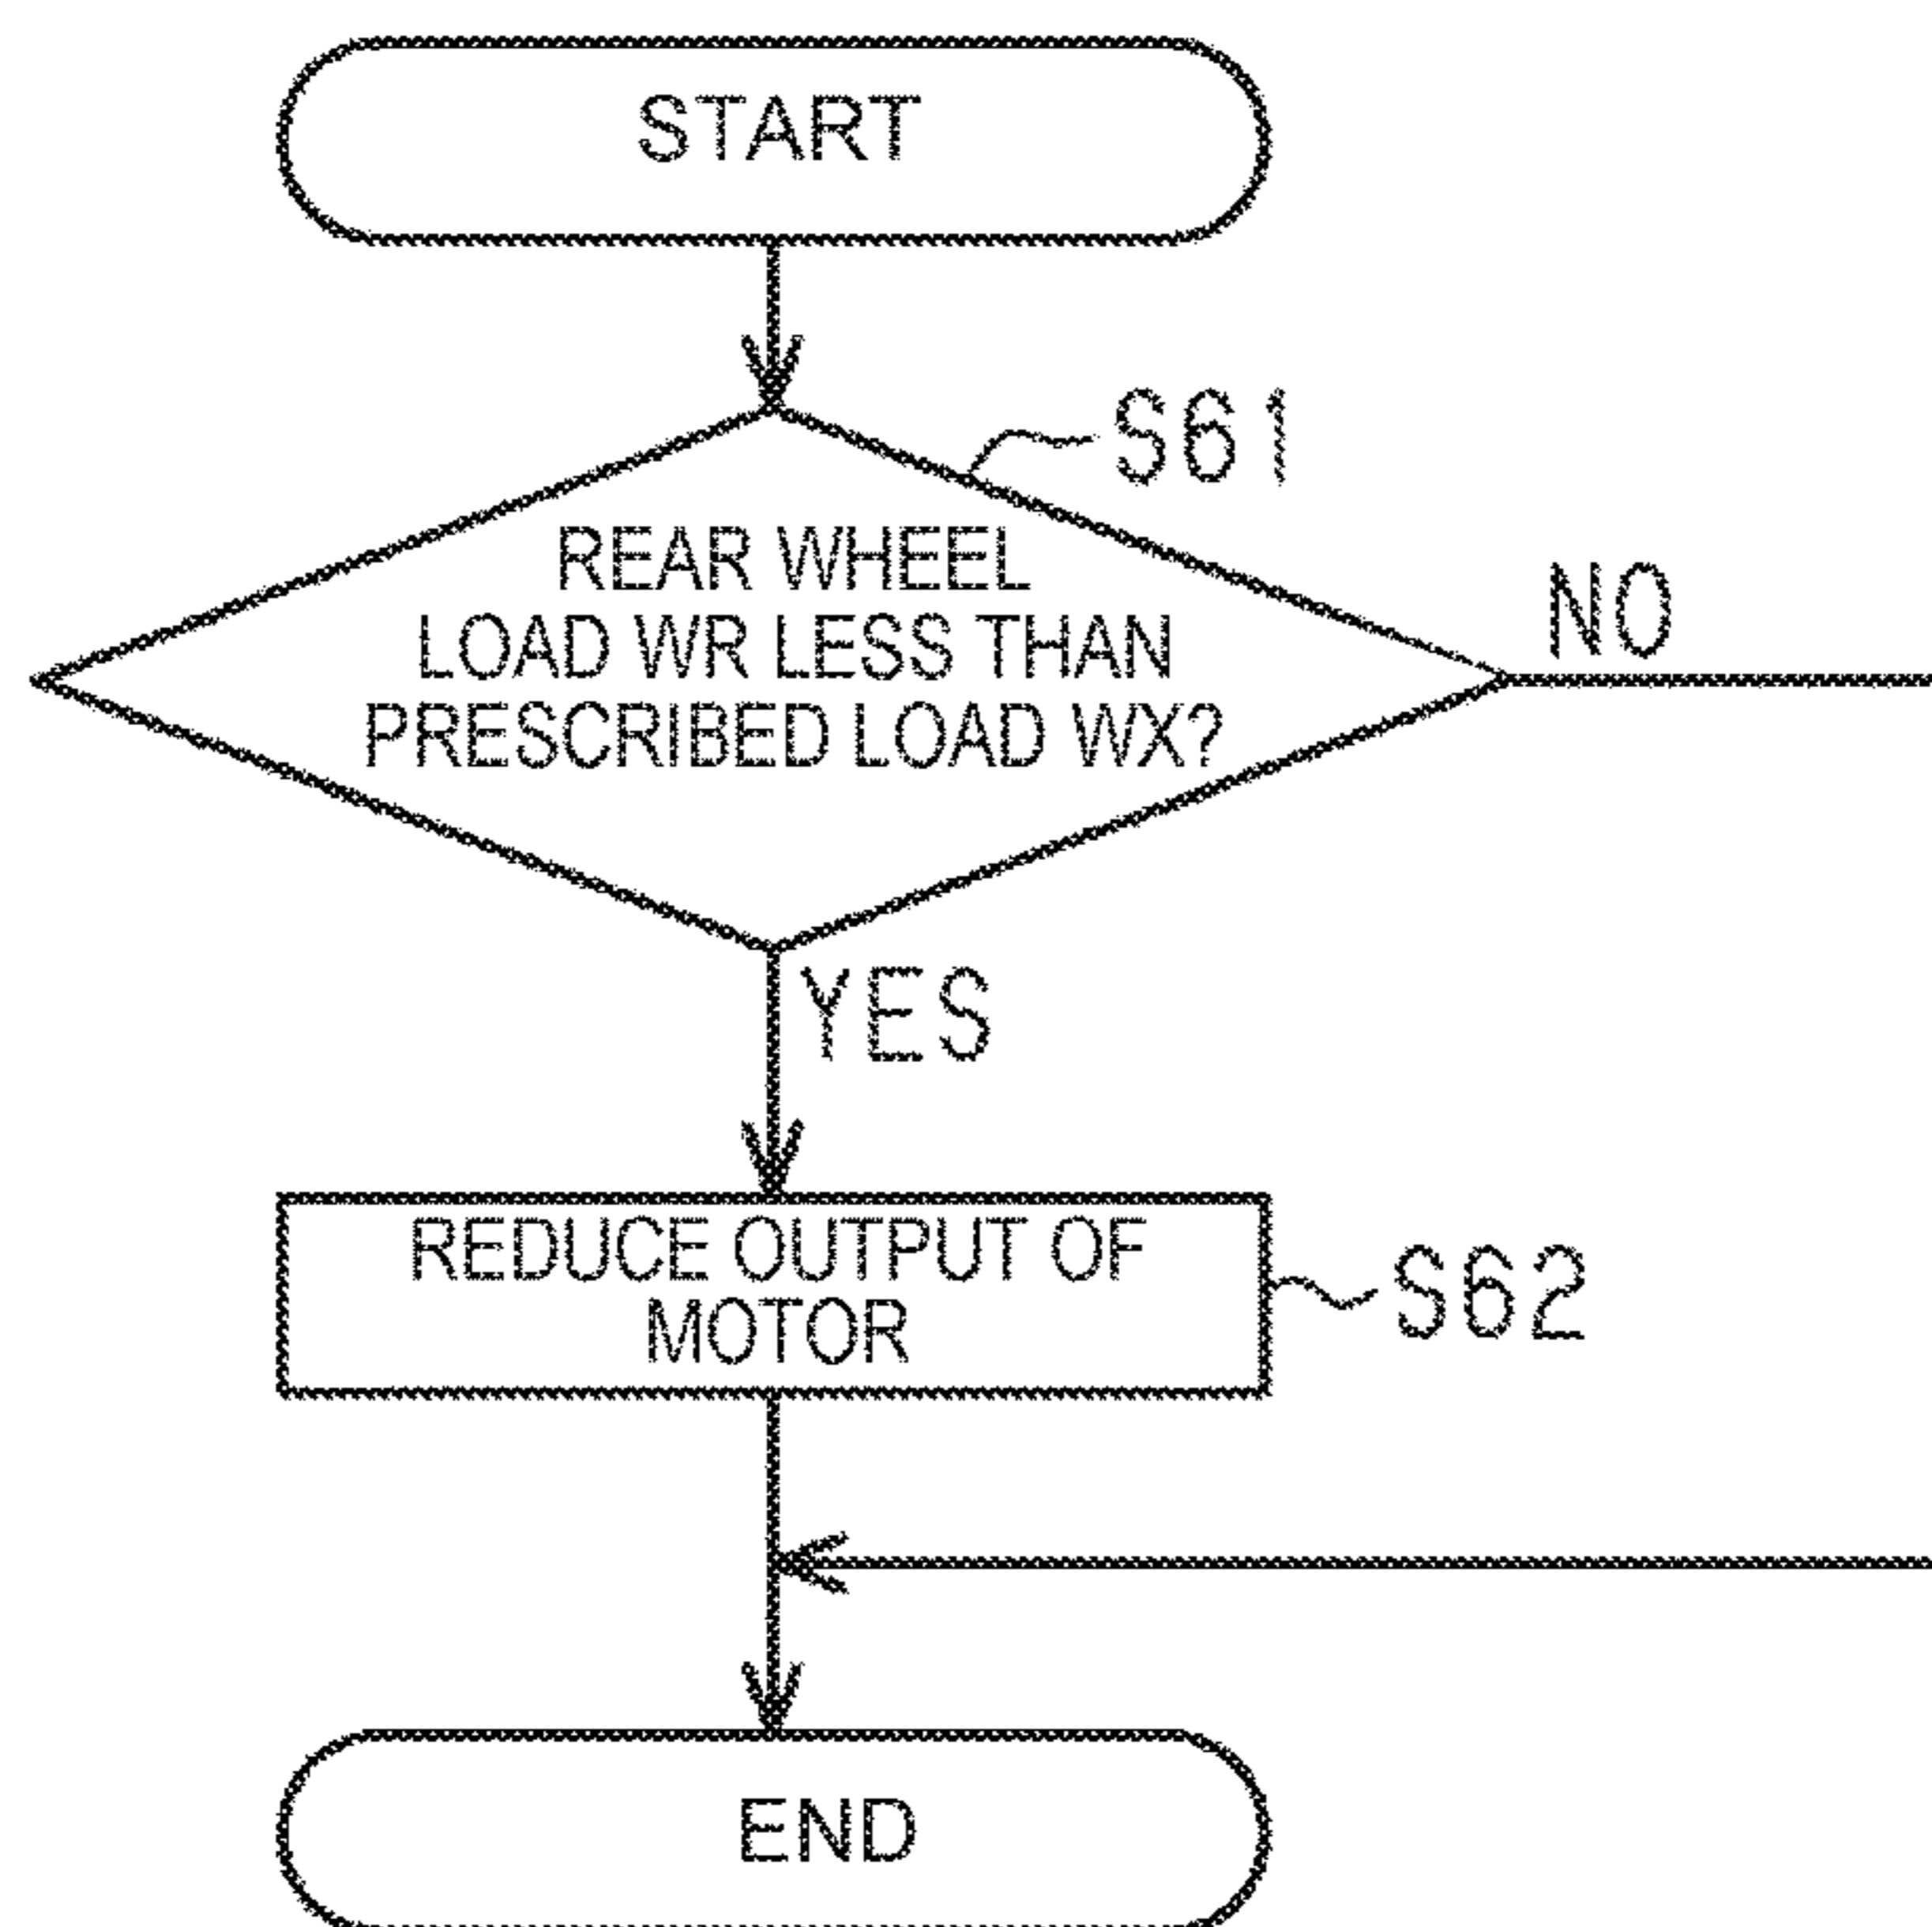 START
S61
REAR WHEEL
LOAD WR LESS THAN
PRESCRIBED LOAD WX?
NO
YES
REDUCE OUTPUT OF
MOTOR
S62
END